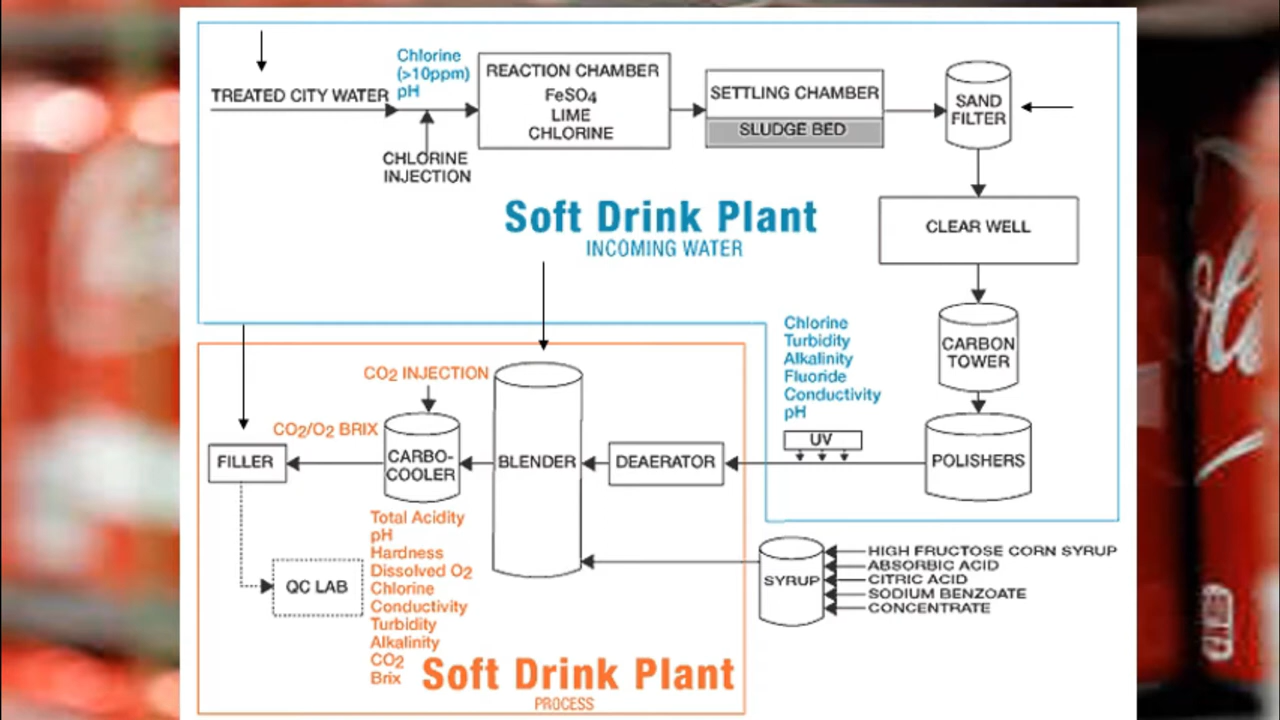 Chlorine
(>10ppm)
pH
TREATED CITY WATER
CHLORINE
INJECTION
REACTION CHAMBER
FeSO4
LIME
CHLORINE
SETTLING CHAMBER
SLUDGE BED
SAND
FILTER
Soft Drink Plant
INCOMING WATER
CLEAR WELL
CARBON
TOWER
Chlorine
Turbidity
Alkalinity
Fluoride
Conductivity
pH
UV
POLISHERS
DEAERATOR
BLENDER
CO2 INJECTION
CARBO-
COOLER
CO2/O2 BRIX
FILLER
QC LAB
Total Acidity
pH
Hardness
Dissolved O2
Chlorine
Conductivity
Turbidity
Alkalinity
CO2
Brix
SYRUP
HIGH FRUCTOSE CORN SYRUP
ABSORBIC ACID
CITRIC ACID
SODIUM BENZOATE
CONCENTRATE
Soft Drink Plant
PROCESS